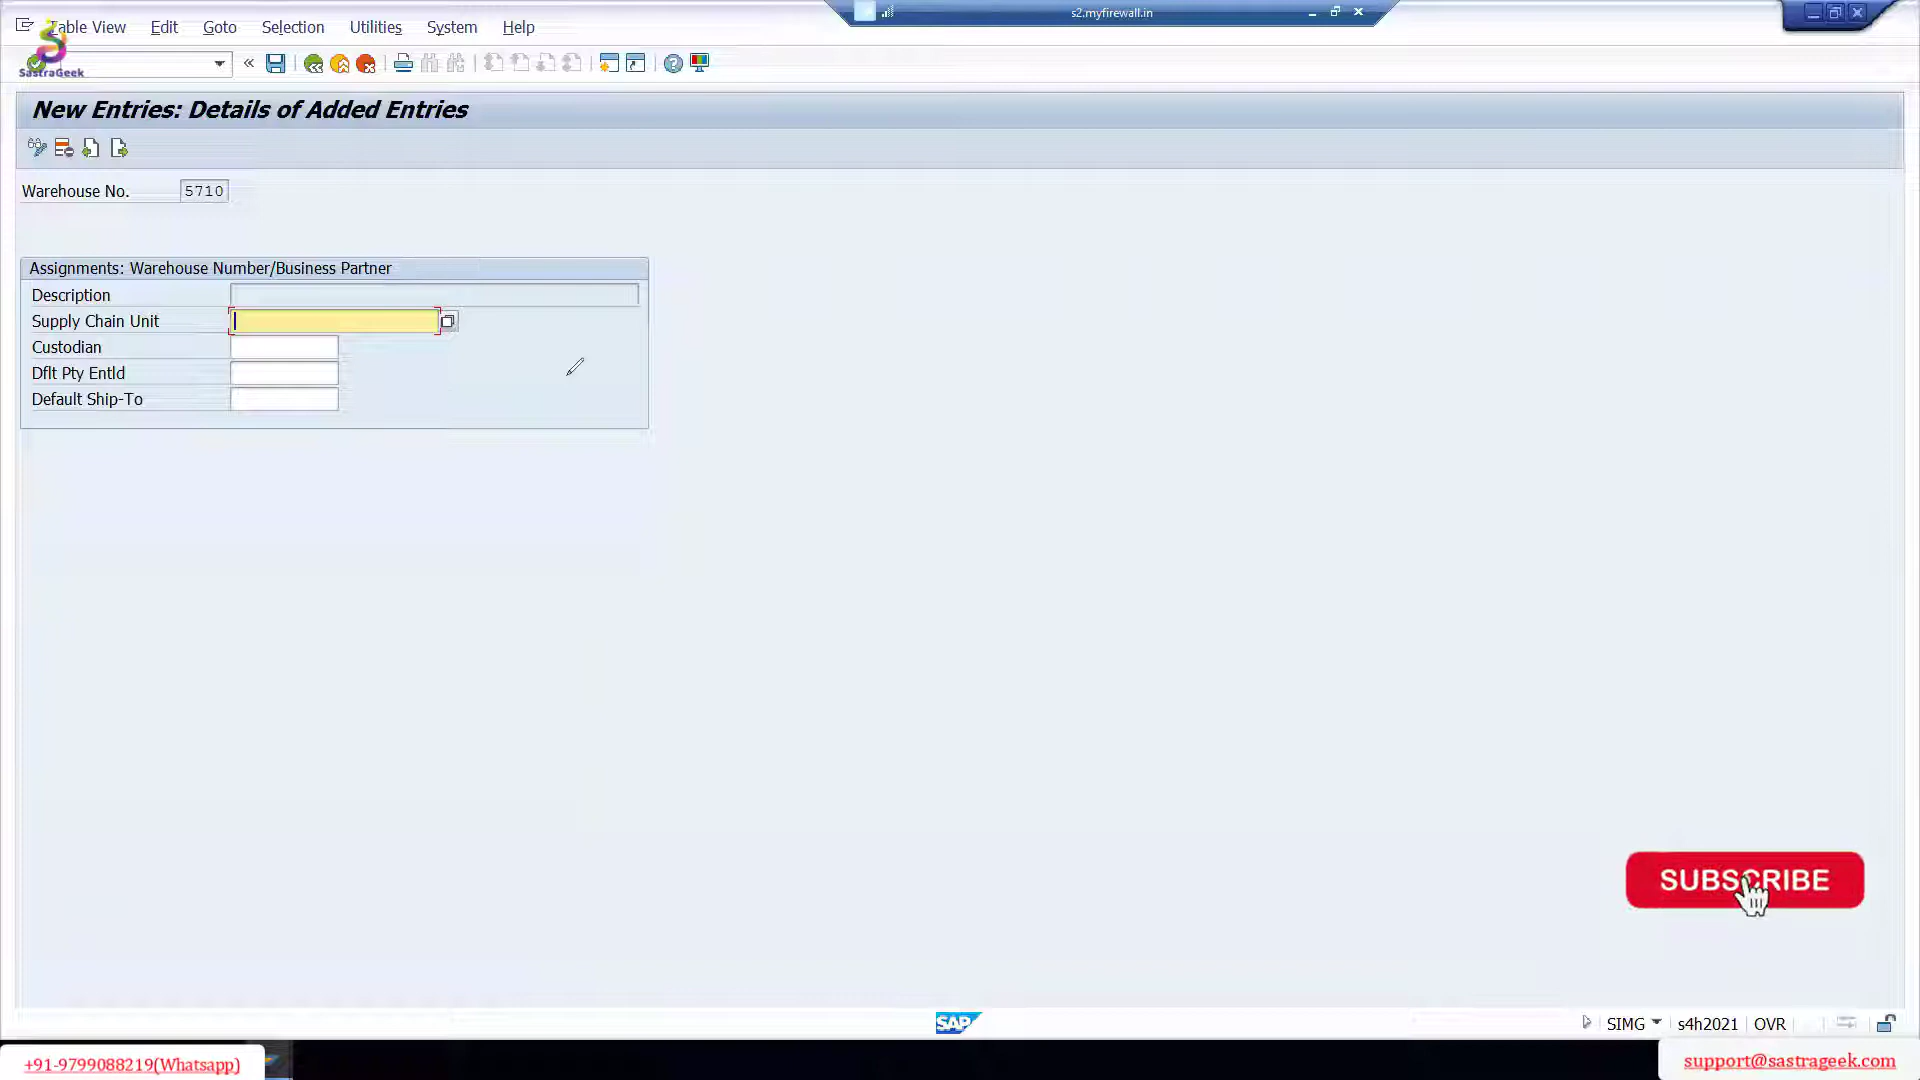 s2.myfirewall.in
Table View Edit Goto Selection Utilities System Help
SastraGeek
New Entries: Details of Added Entries
Warehouse No. 5710
Assignments: Warehouse Number/Business Partner
Description
Supply Chain Unit
Custodian
Dflt Pty Entld
Default Ship-To
SUBSCRIBE
SAP
SIMG s4h2021 OVR
+91-9799088219(Whatsapp)
support@sastrageek.com